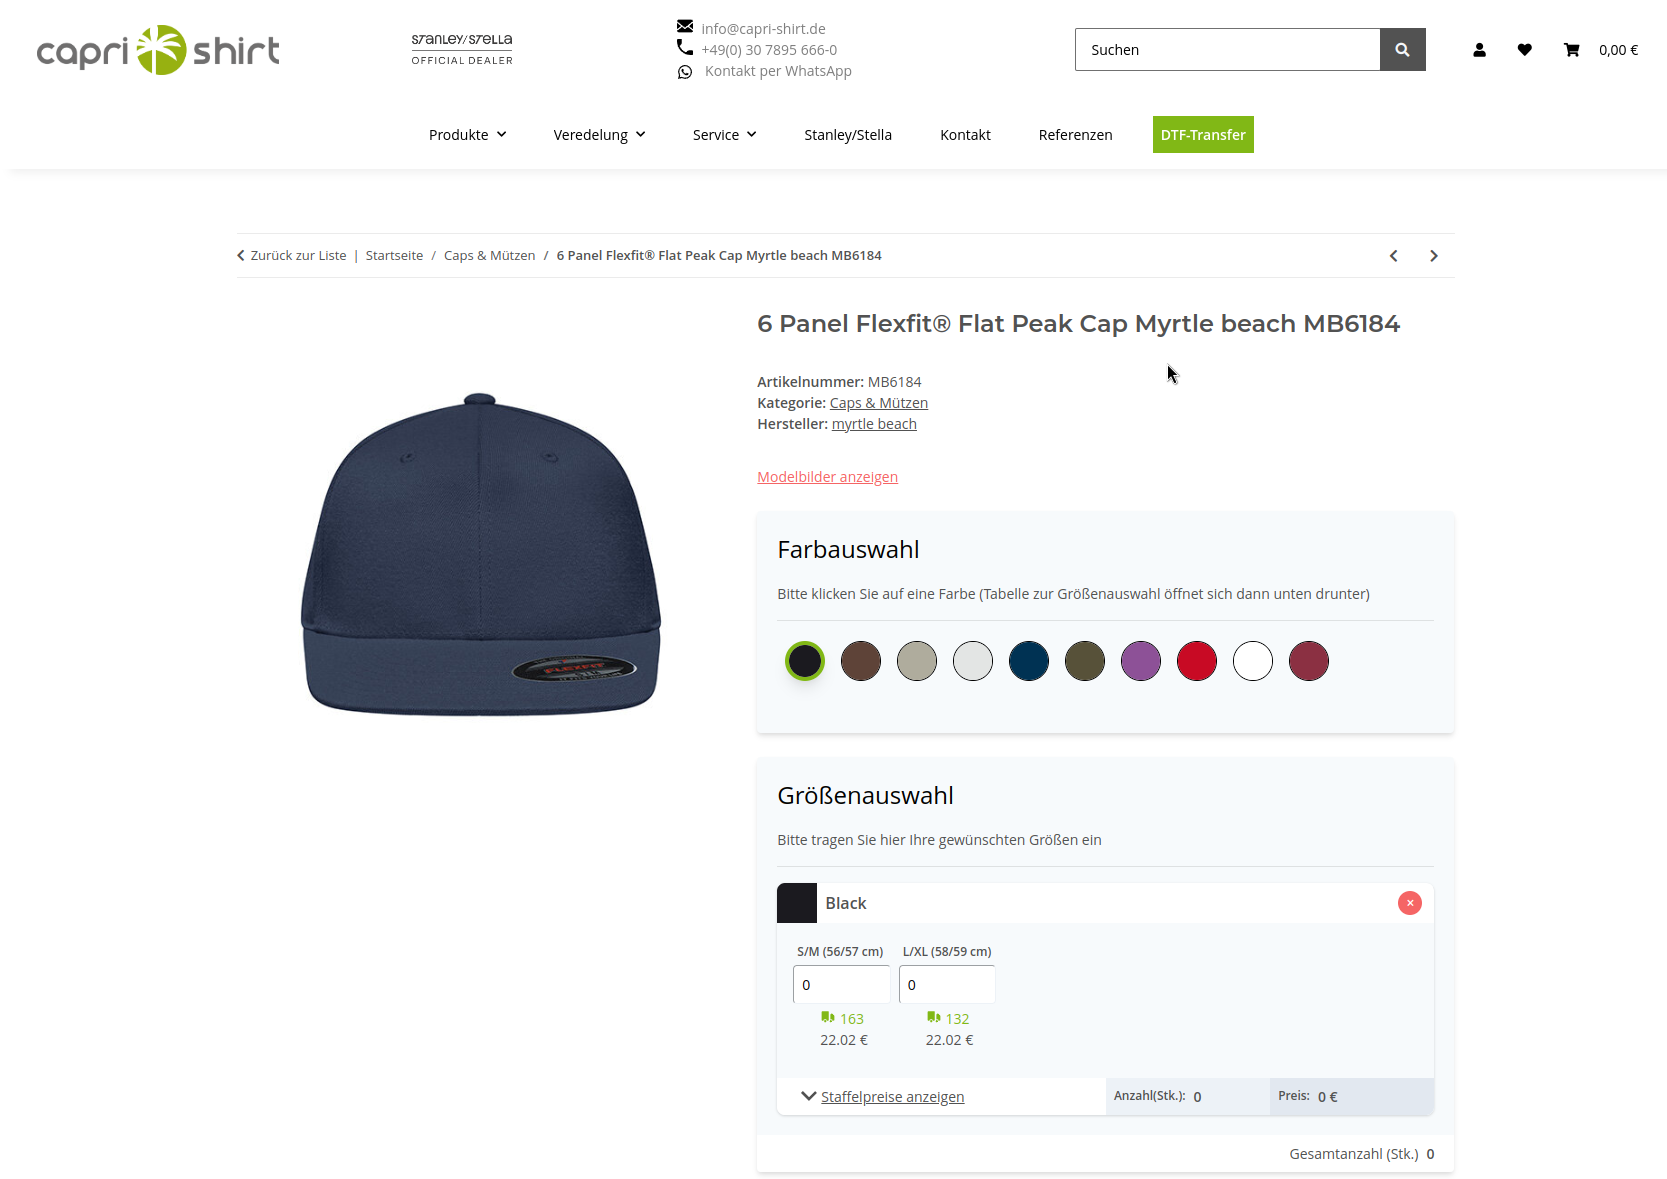 capri shirt
STANLEY/STELLA
OFFICIAL DEALER
info@capri-shirt.de
+49(0) 30 7895 666-0
Kontakt per WhatsApp
Suchen
0,00 €
Produkte
Veredelung
Service
Stanley/Stella
Kontakt
Referenzen
DTF-Transfer
Zurück zur Liste | Startseite / Caps & Mützen / 6 Panel Flexfit® Flat Peak Cap Myrtle beach MB6184
6 Panel Flexfit® Flat Peak Cap Myrtle beach MB6184
Artikelnummer: MB6184
Kategorie: Caps & Mützen
Hersteller: myrtle beach
Modelbilder anzeigen
FLEXFIT
Farbauswahl
Bitte klicken Sie auf eine Farbe (Tabelle zur Größenauswahl öffnet sich dann unten drunter)
Größenauswahl
Bitte tragen Sie hier Ihre gewünschten Größen ein
Black
S/M (56/57 cm) L/XL (58/59 cm)
0 0
163 132
22.02 € 22.02 €
Staffelpreise anzeigen Anzahl(Stk.): 0 Preis: 0 €
Gesamtanzahl (Stk.) 0